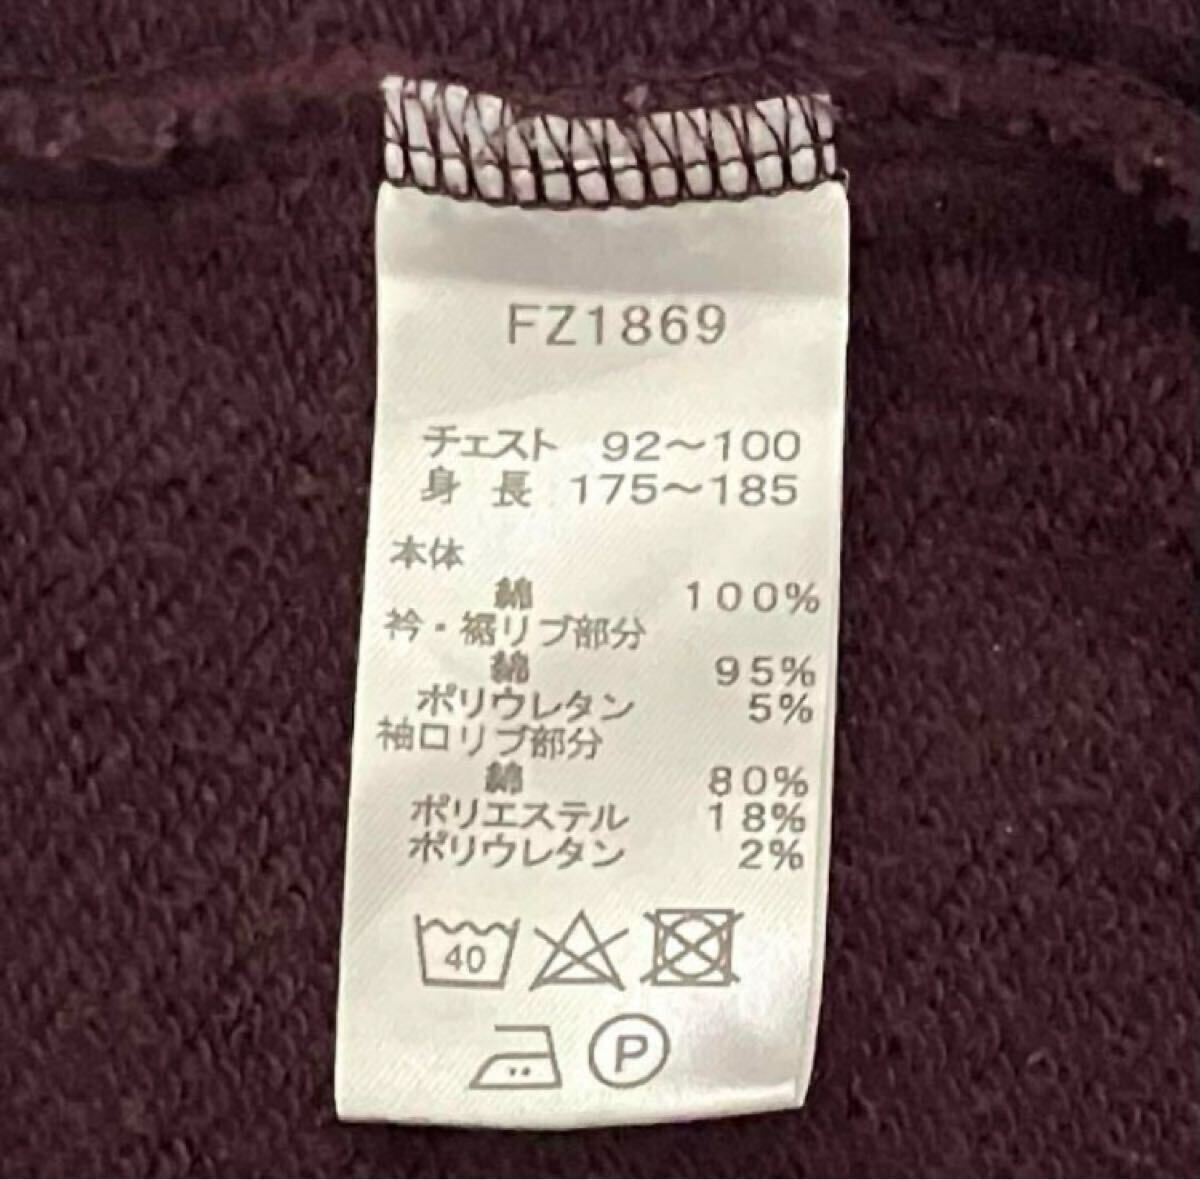 FZ1869
チェスト 92～100
身 長 175～185
本体
綿 100%
衿・裾リブ部分
綿 95%
ポリウレタン 5%
袖口リブ部分
綿 80%
ポリエステル 18%
ポリウレタン 2%
40
P